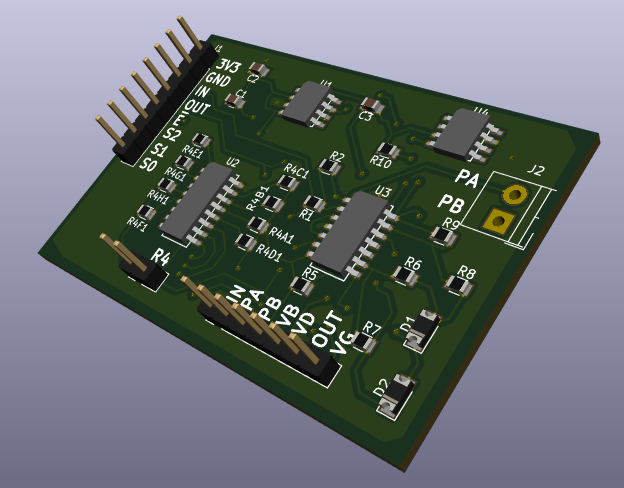 J1
3V3
GND
IN
OUT
E
S2
S1
S0
C2
C1
U1
C3
U4
J2
PA
PB
R9
R10
R2
R4E1
R4G1
R4H1
R4F1
U2
R4C1
R4B1
R1
U3
R4A1
R4D1
R4
R5
R6
R8
R7
D1
D2
IN
PA
PB
VB
VD
OUT
VG